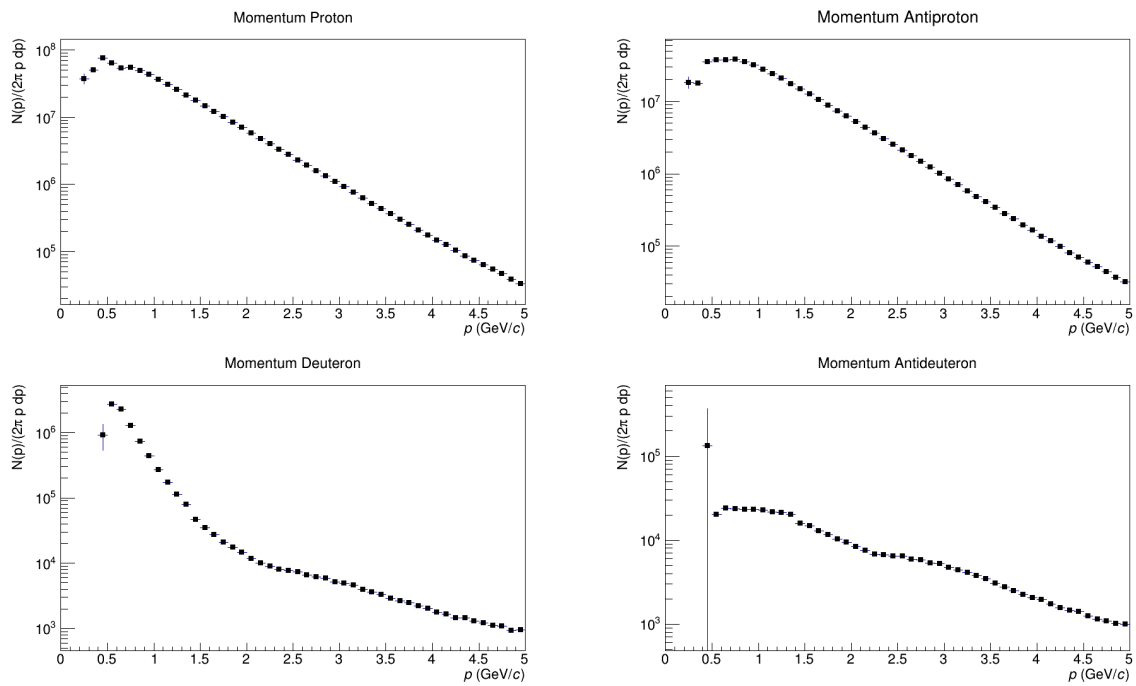 Momentum Proton
N(p)/(2π p dp)
10^8
10^7
10^6
10^5
0 0.5 1 1.5 2 2.5 3 3.5 4 4.5 5
p (GeV/c)
Momentum Antiproton
N(p)/(2π p dp)
10^7
10^6
10^5
0 0.5 1 1.5 2 2.5 3 3.5 4 4.5 5
p (GeV/c)
Momentum Deuteron
N(p)/(2π p dp)
10^6
10^5
10^4
10^3
0 0.5 1 1.5 2 2.5 3 3.5 4 4.5 5
p (GeV/c)
Momentum Antideuteron
N(p)/(2π p dp)
10^5
10^4
10^3
0 0.5 1 1.5 2 2.5 3 3.5 4 4.5 5
p (GeV/c)